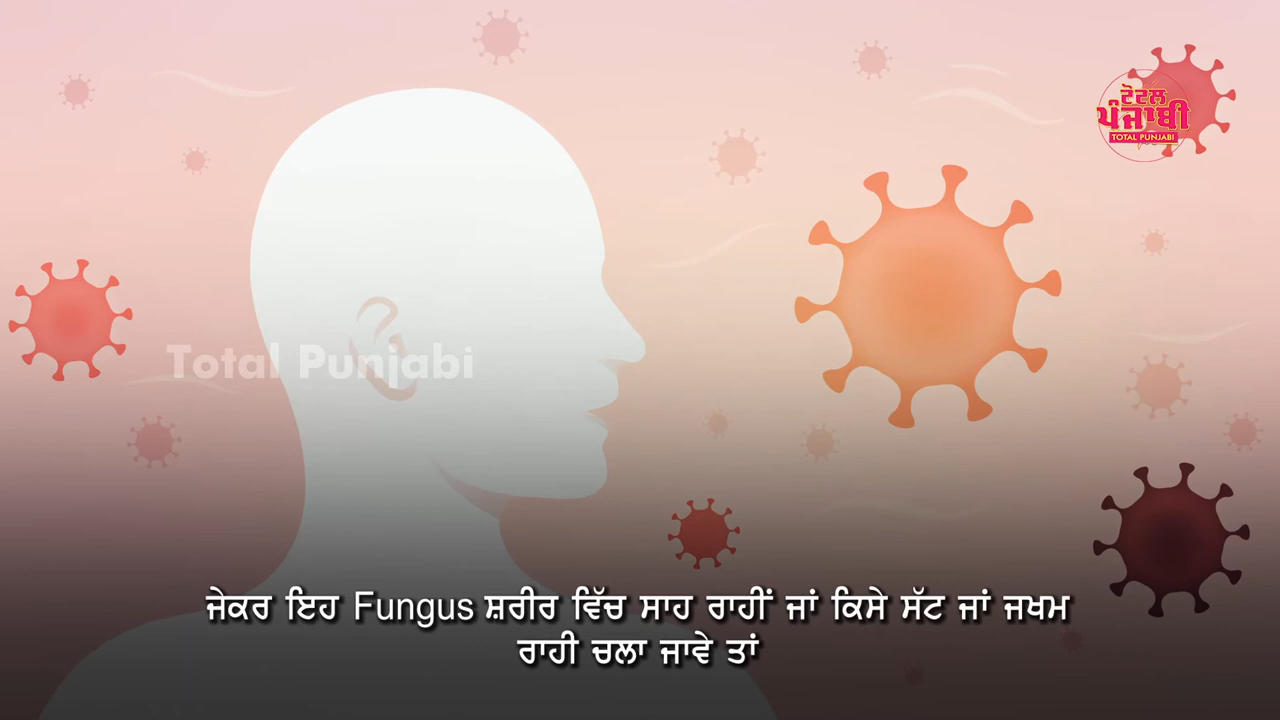 ਟੋਟਲ
ਪੰਜਾਬੀ
TOTAL PUNJABI
Total Punjabi
ਜੇਕਰ ਇਹ Fungus ਸ਼ਰੀਰ ਵਿੱਚ ਸਾਹ ਰਾਹੀਂ ਜਾਂ ਕਿਸੇ ਸੱਟ ਜਾਂ ਜਖਮ
ਰਾਹੀ ਚਲਾ ਜਾਵੇ ਤਾਂ